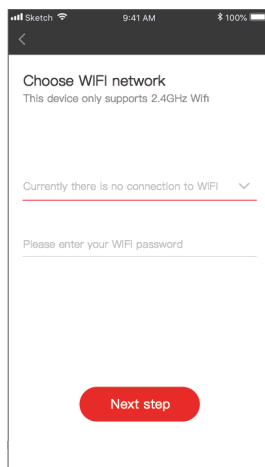 Sketch 9:41 AM 100%
Choose WIFI network
This device only supports 2.4GHz Wifi
Currently there is no connection to WIFI
Please enter your WIFI password
Next step